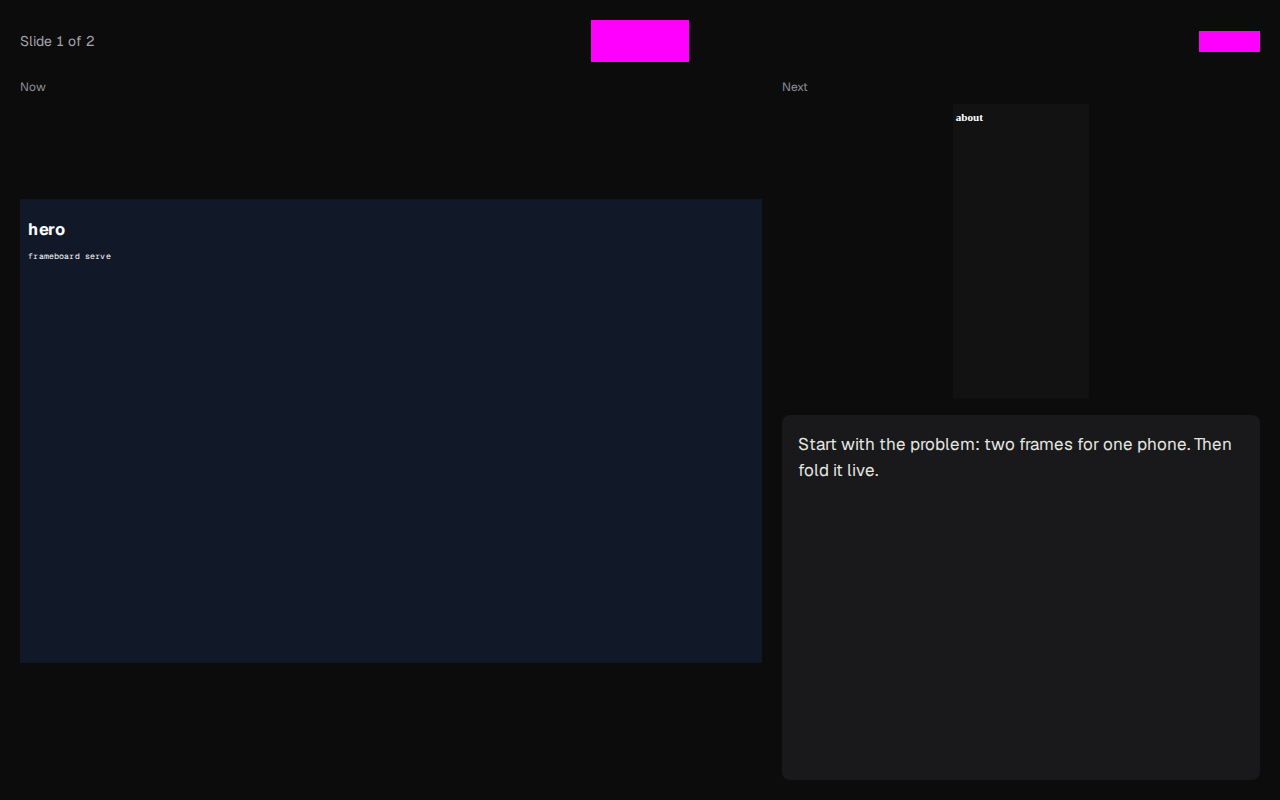 Slide 1 of 2
Now
hero
frameboard serve
Next
about
Start with the problem: two frames for one phone. Then
fold it live.